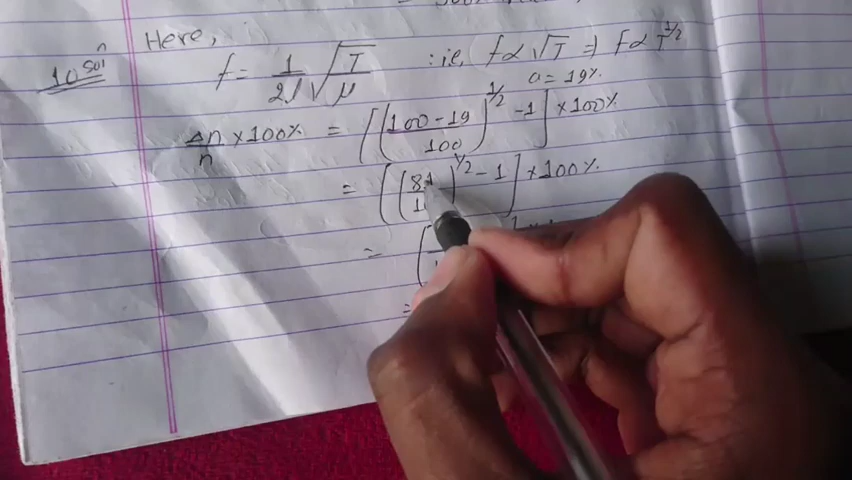 Here,
10 solⁿ
f = 1/2l √(T/μ) :ie, f ∝ √T ⇒ f ∝ T^1/2
a = 19%
Δn/n × 100% = [((100 - 19)/100)^1/2 - 1] × 100%
= [(81/1)^1/2 - 1] × 100%
=
=